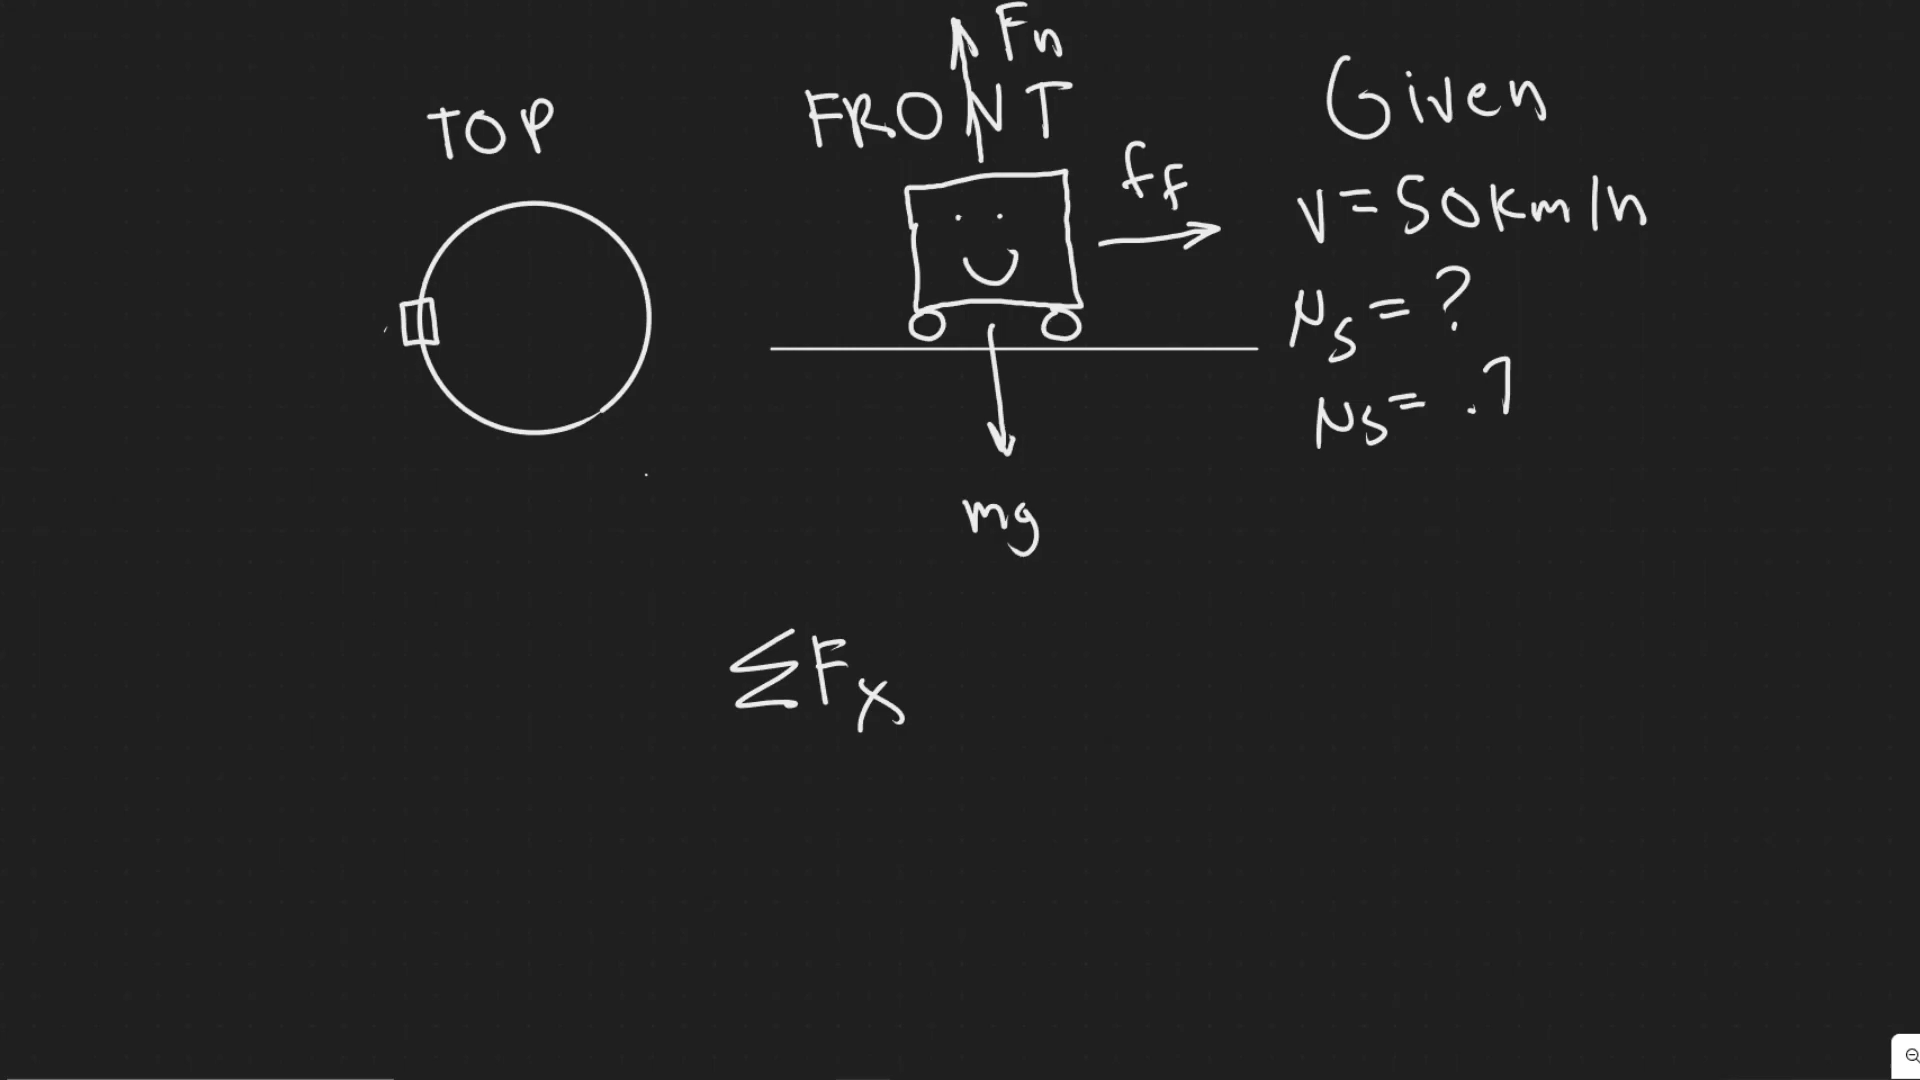 TOP
FRONT
Fn
ff
mg
Given
v = 50km/h
μs = ?
μs = .7
ΣFx